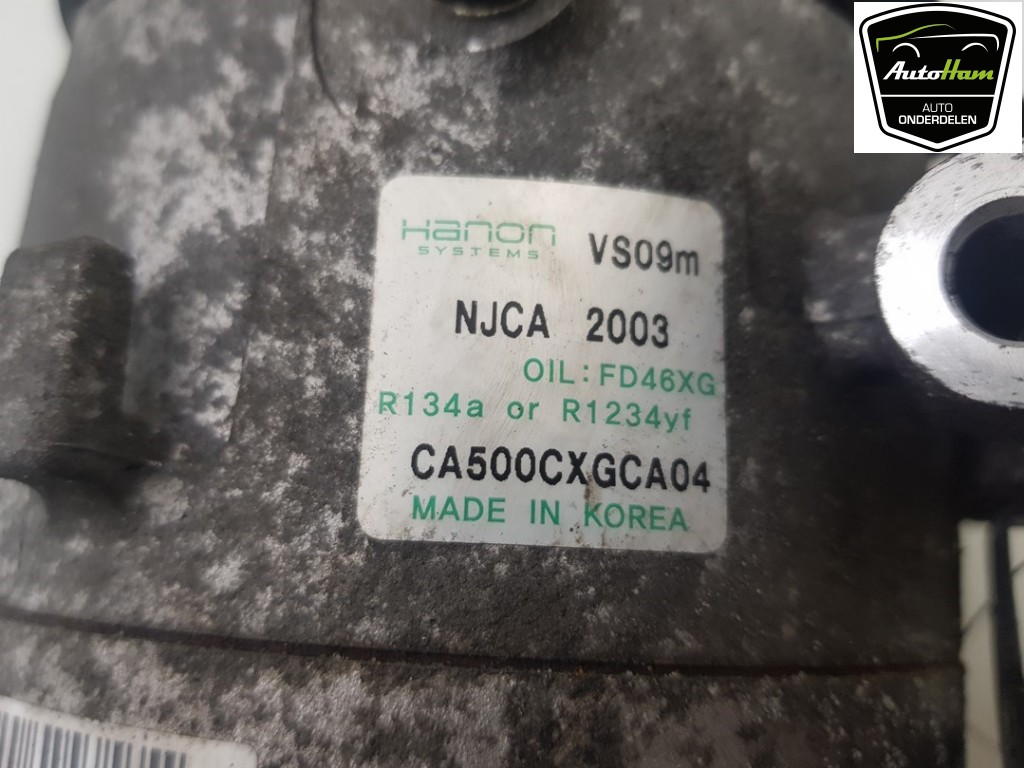 AutoHam
AUTO
ONDERDELEN
Hanon
SYSTEMS
VS09m
NJCA 2003
OIL:FD46XG
R134a or R1234yf
CA500CXGCA04
MADE IN KOREA